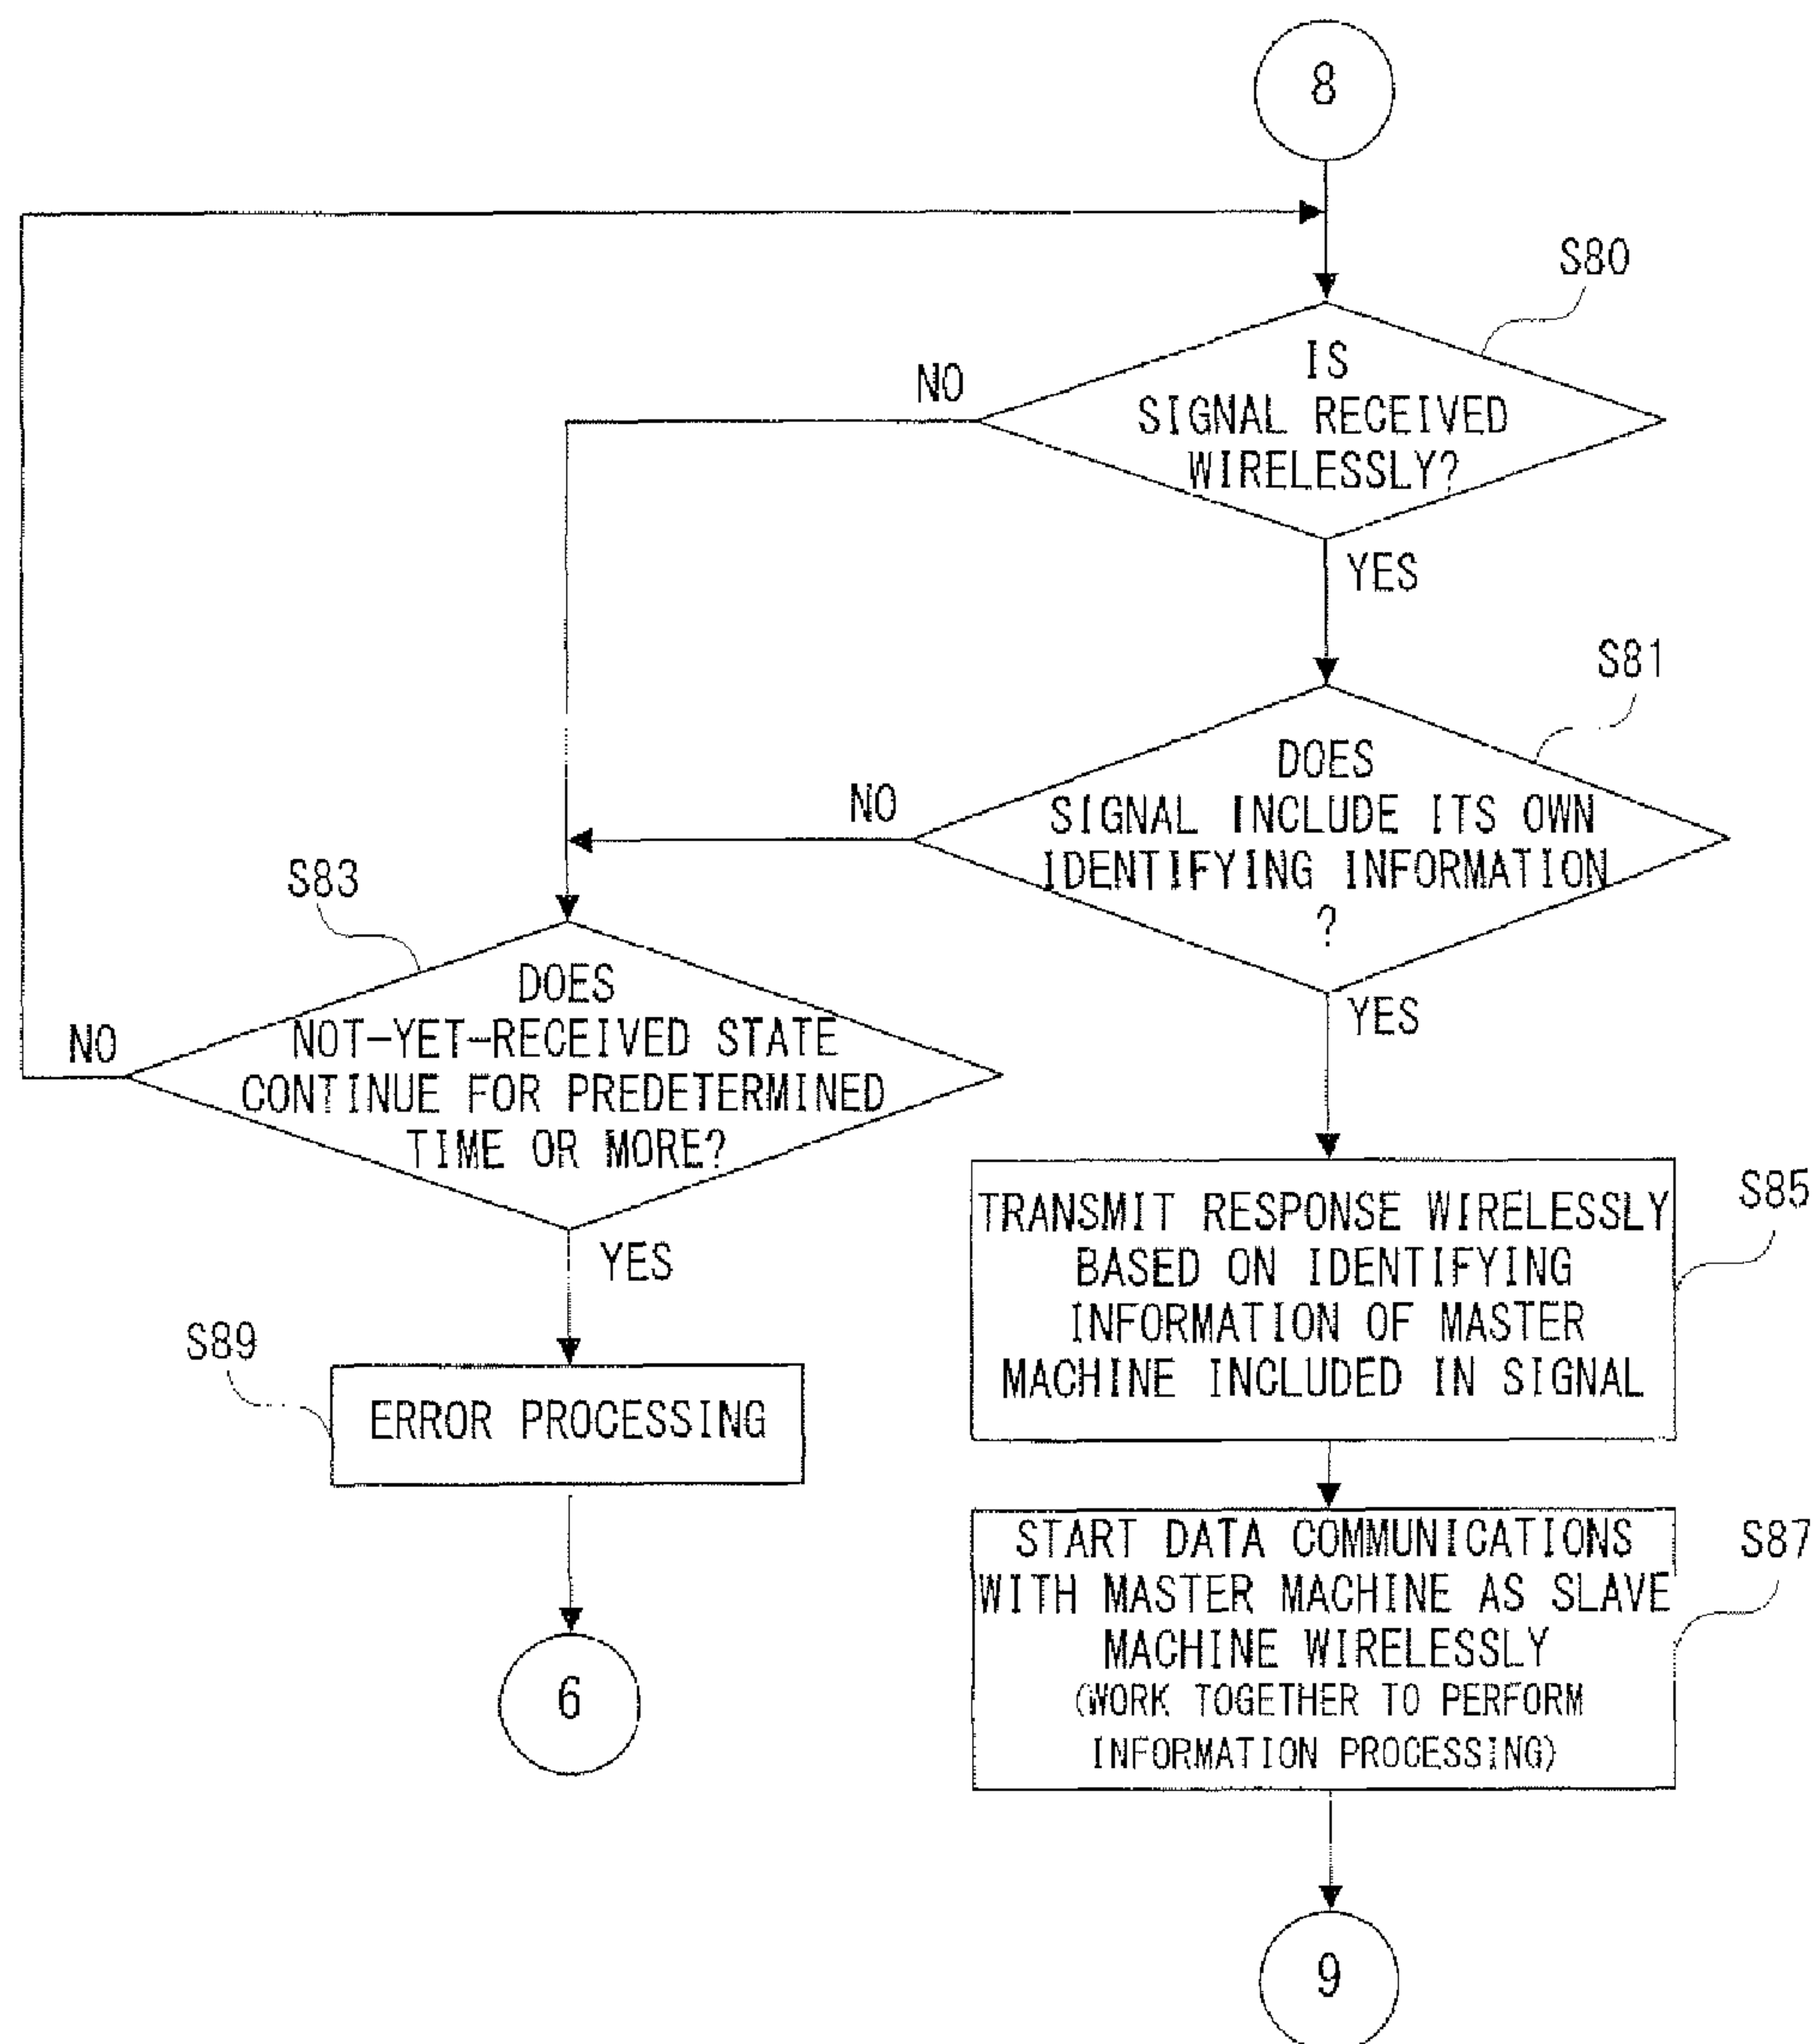 8
S80
IS
SIGNAL RECEIVED
WIRELESSLY?
NO
YES
S81
DOES
SIGNAL INCLUDE ITS OWN
IDENTIFYING INFORMATION
?
NO
YES
S83
DOES
NOT-YET-RECEIVED STATE
CONTINUE FOR PREDETERMINED
TIME OR MORE?
NO
YES
S89
ERROR PROCESSING
6
S85
TRANSMIT RESPONSE WIRELESSLY
BASED ON IDENTIFYING
INFORMATION OF MASTER
MACHINE INCLUDED IN SIGNAL
S87
START DATA COMMUNICATIONS
WITH MASTER MACHINE AS SLAVE
MACHINE WIRELESSLY
(WORK TOGETHER TO PERFORM
INFORMATION PROCESSING)
9